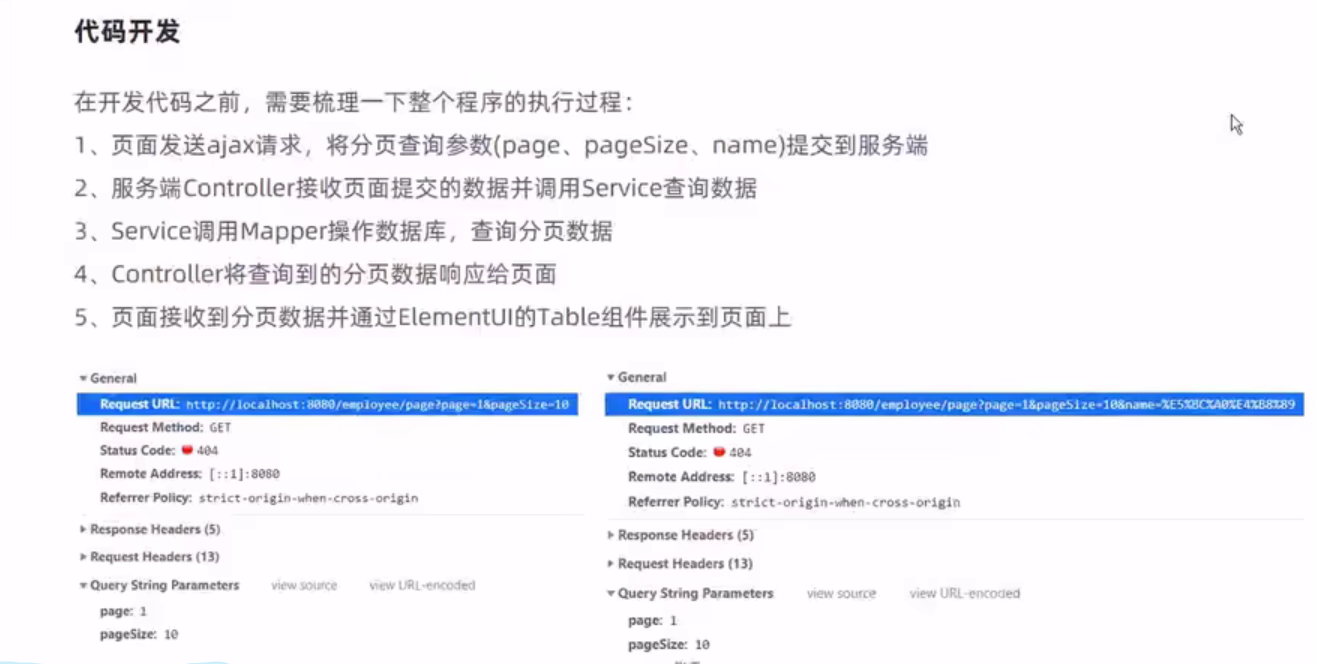 代码开发
在开发代码之前，需要梳理一下整个程序的执行过程：
1、页面发送ajax请求，将分页查询参数(page、pageSize、name)提交到服务端
2、服务端Controller接收页面提交的数据并调用Service查询数据
3、Service调用Mapper操作数据库，查询分页数据
4、Controller将查询到的分页数据响应给页面
5、页面接收到分页数据并通过ElementUI的Table组件展示到页面上
General
Request URL: http://localhost:8080/employee/page?page=1&pageSize=10
Request Method: GET
Status Code: 404
Remote Address: [::1]:8080
Referrer Policy: strict-origin-when-cross-origin
Response Headers (5)
Request Headers (13)
Query String Parameters view source view URL-encoded
page: 1
pageSize: 10
General
Request URL: http://localhost:8080/employee/page?page=1&pageSize=10&name=%E5%BC%A0%E4%B8%89
Request Method: GET
Status Code: 404
Remote Address: [::1]:8080
Referrer Policy: strict-origin-when-cross-origin
Response Headers (5)
Request Headers (13)
Query String Parameters view source view URL-encoded
page: 1
pageSize: 10